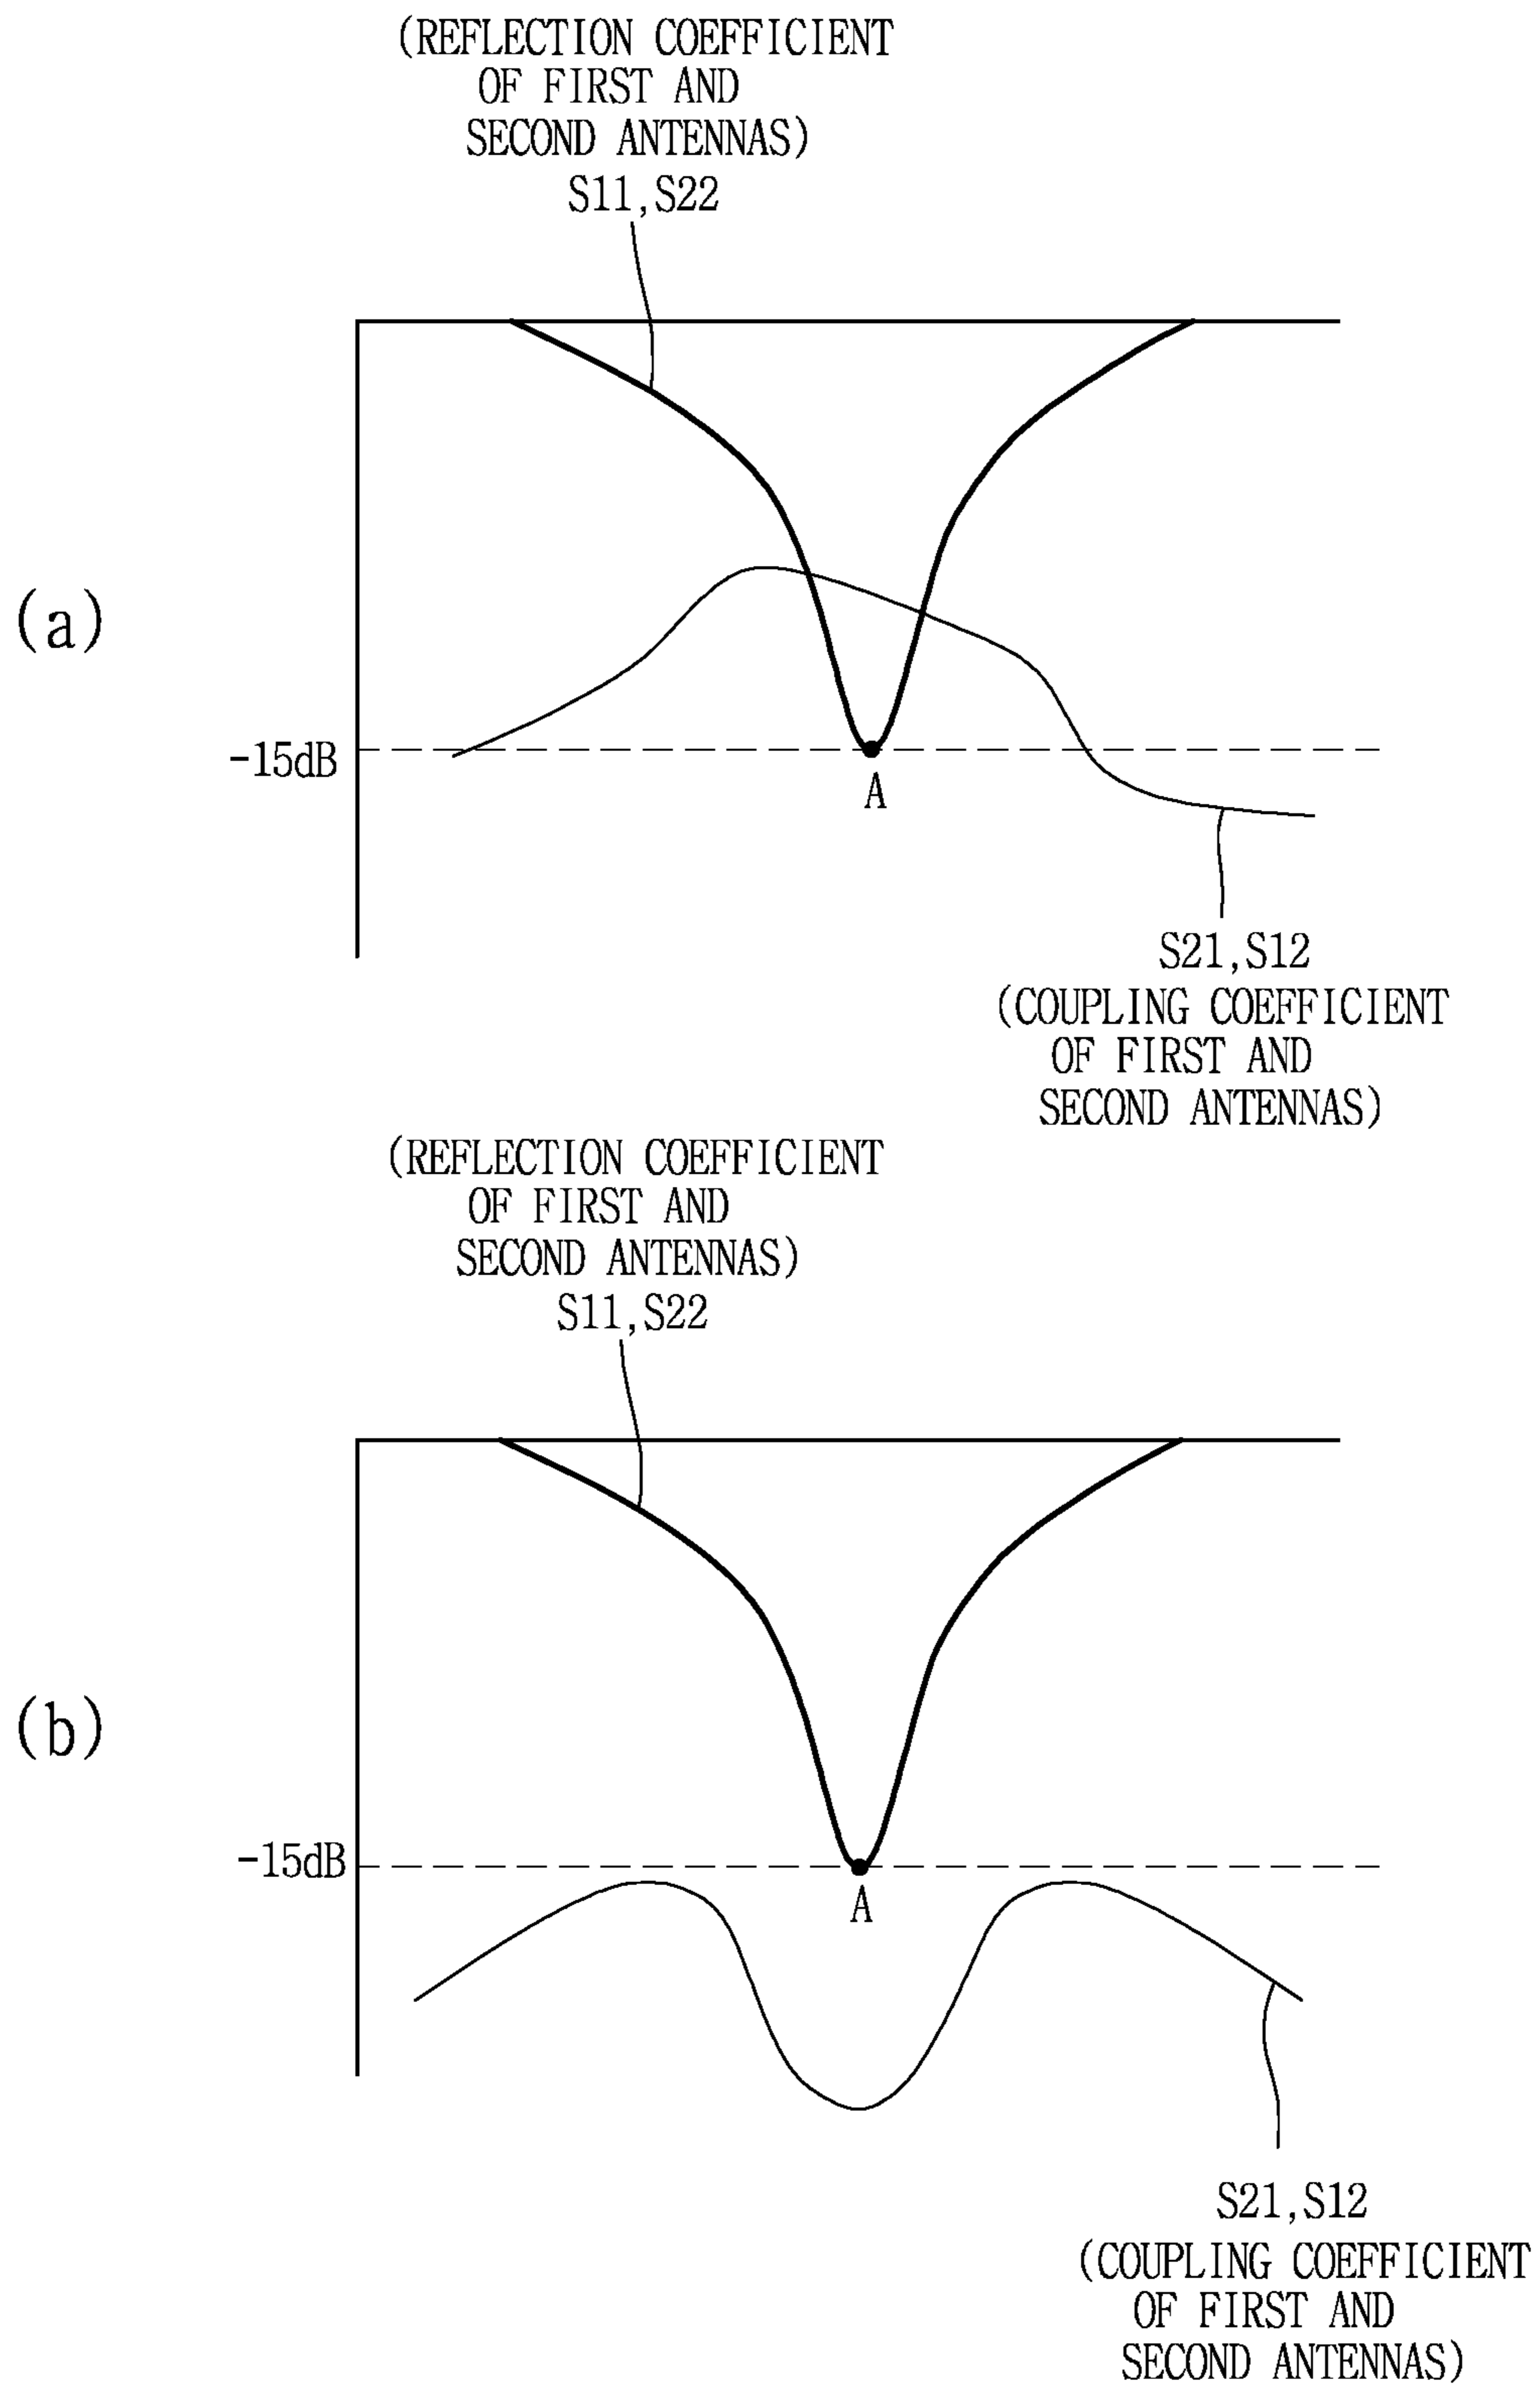 (REFLECTION COEFFICIENT
OF FIRST AND
SECOND ANTENNAS)
S11,S22
(a)
-15dB
A
S21,S12
(COUPLING COEFFICIENT
OF FIRST AND
SECOND ANTENNAS)
(REFLECTION COEFFICIENT
OF FIRST AND
SECOND ANTENNAS)
S11,S22
(b)
-15dB
A
S21,S12
(COUPLING COEFFICIENT
OF FIRST AND
SECOND ANTENNAS)